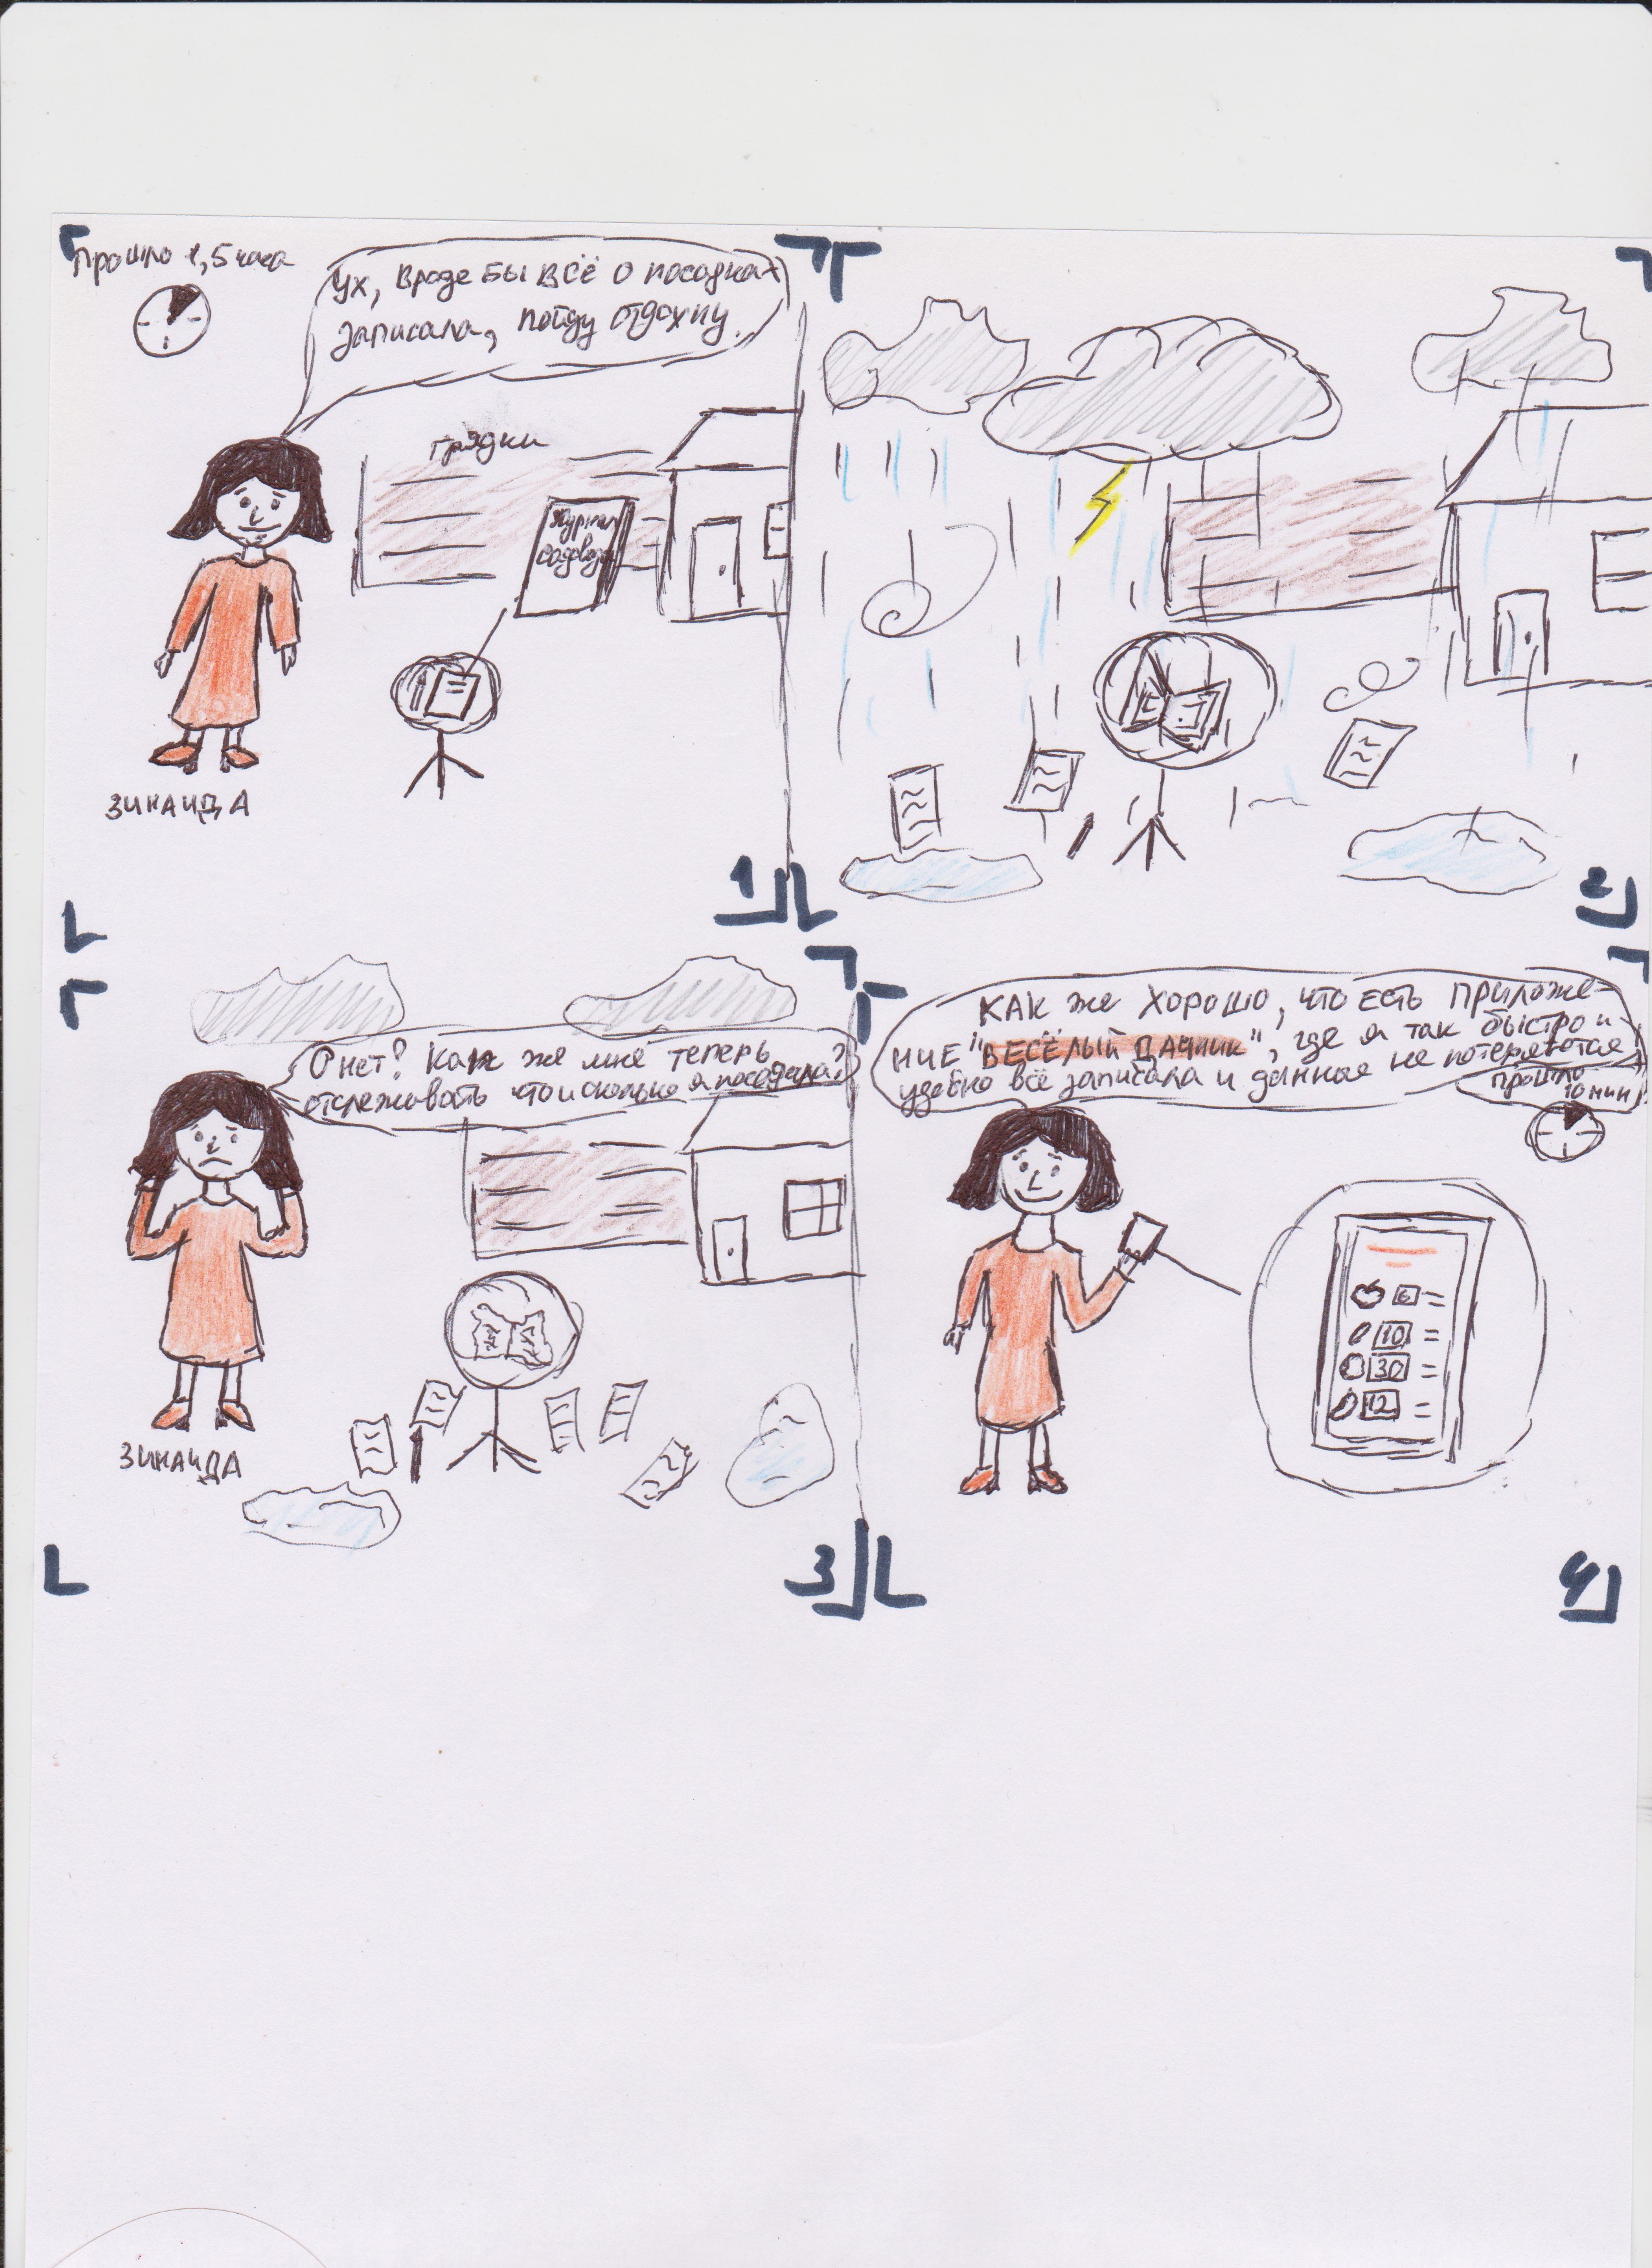 Прошло 1,5 часа
Ух, вроде бы всё о посадках
записала, пойду отдохну.
грядки
Журнал
садовода
ЗИНАИДА
1
2
О нет? Как же мне теперь
отслеживать что и сколько я посадила?
ЗИНАИДА
3
КАК же ХОРОШО, что ЕСТЬ ПРИЛОЖЕ-
НИЕ "ВЕСЁЛЫЙ ДАЧНИК", где я так быстро и
удобно всё записала и данные не потеряются!
прошло
10 мин
6
10
30
12
4